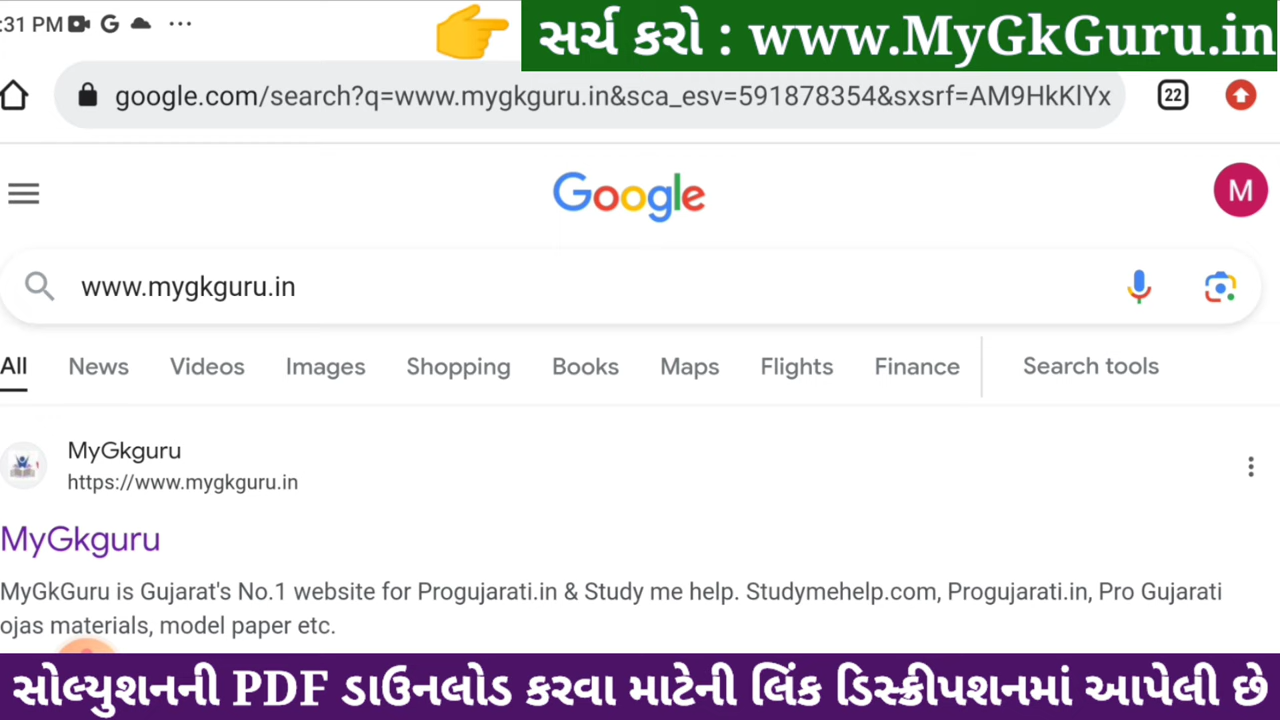 :31 PM G ...
સર્ચ કરો : www.MyGkGuru.in
google.com/search?q=www.mygkguru.in&sca_esv=591878354&sxsrf=AM9HkKlYx
22
Google
M
www.mygkguru.in
All News Videos Images Shopping Books Maps Flights Finance Search tools
MyGkguru
https://www.mygkguru.in
MyGkguru
MyGkGuru is Gujarat's No.1 website for Progujarati.in & Study me help. Studymehelp.com, Progujarati.in, Pro Gujarati
ojas materials, model paper etc.
સોલ્યુશનની PDF ડાઉનલોડ કરવા માટેની લિંક ડિસ્ક્રીપશનમાં આપેલી છે